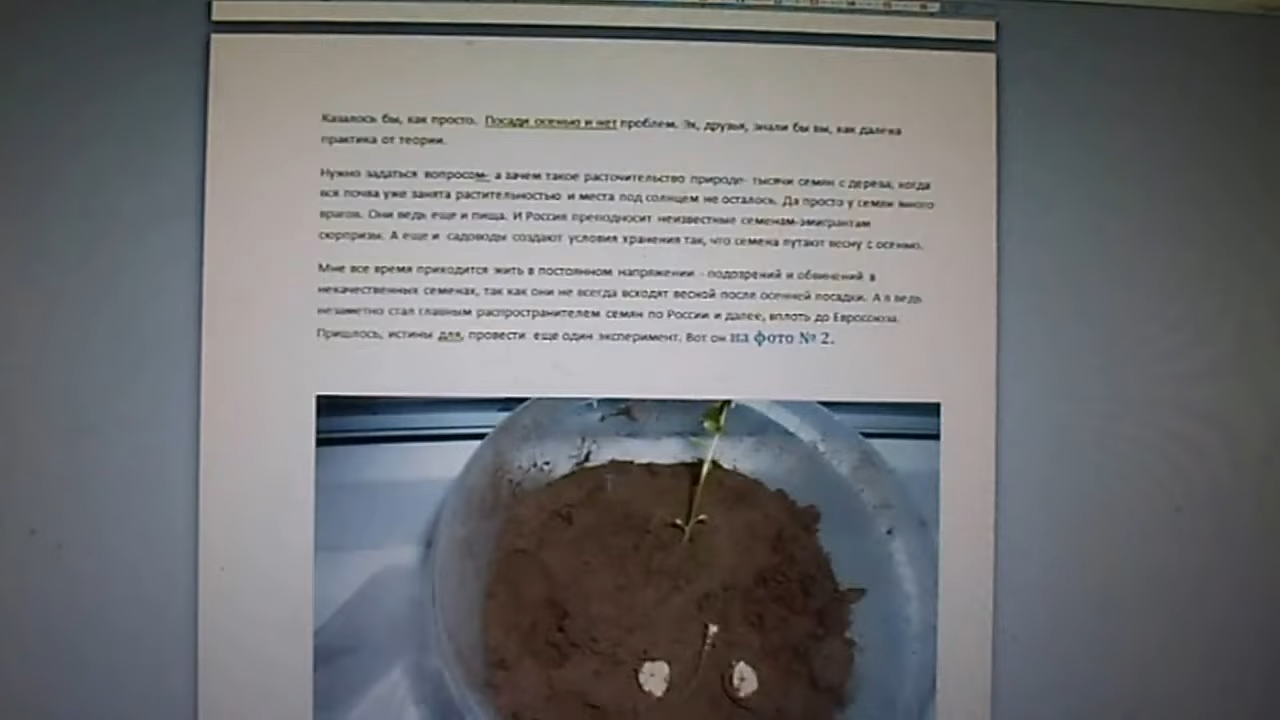 Казалось бы, как просто. Посади осенью и нет проблем. Эх, друзья, знали бы вы, как далека
практика от теории.
Нужно задаться вопросом- а зачем такое расточительство природе- тысячи семян с дерева, когда
вся почва уже занята растительностью и места под солнцем не осталось. Да просто у семян много
врагов. Они ведь еще и пища. И Россия преподносит неизвестные семенам-эмигрантам
сюрпризы. А еще и садоводы создают условия хранения так, что семена путают весну с осенью.
Мне все время приходится жить в постоянном напряжении - подозрений и обвинений в
некачественных семенах, так как они не всегда всходят весной после осенней посадки. А я ведь
незаметно стал главным распространителем семян по России и далее, вплоть до Евросоюза.
Пришлось, истины для, провести еще один эксперимент. Вот он на фото № 2.